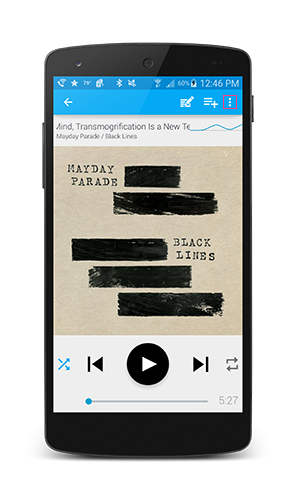 79°
60%
12:46 PM
Mind, Transmogrification Is a New Te
Mayday Parade / Black Lines
MAYDAY
PARADE
BLACK
LINES
5:27